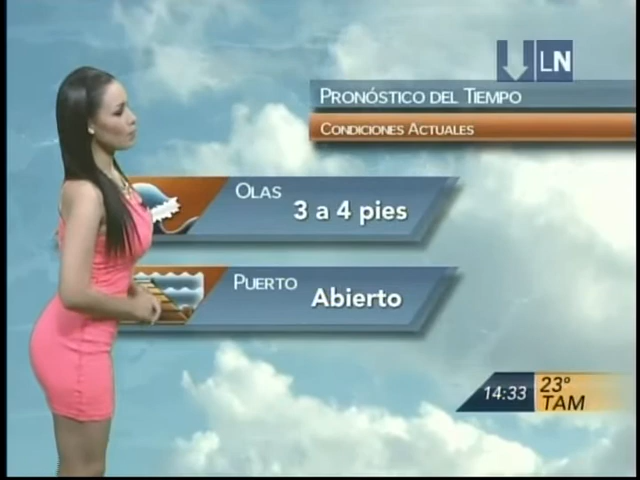 LN
PRONÓSTICO DEL TIEMPO
CONDICIONES ACTUALES
OLAS
3 a 4 pies
PUERTO
Abierto
14:33
23°
TAM